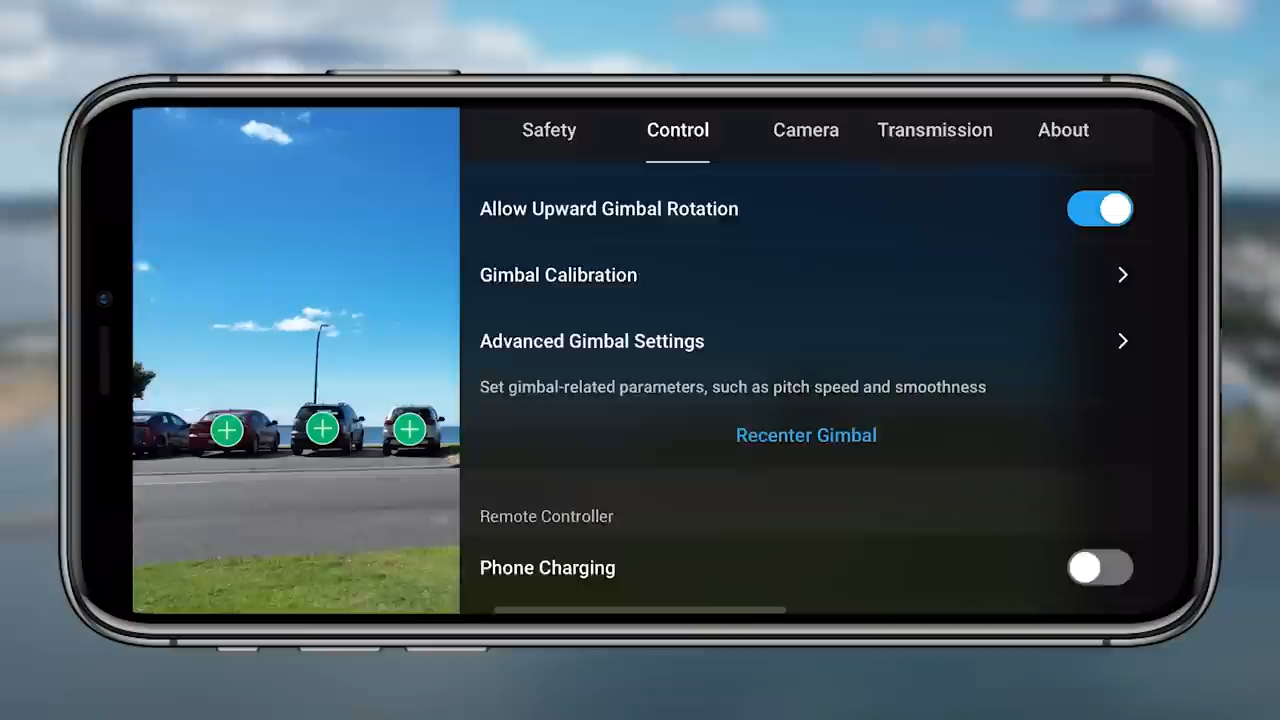 Safety
Control
Camera
Transmission
About
Allow Upward Gimbal Rotation
Gimbal Calibration
Advanced Gimbal Settings
Set gimbal-related parameters, such as pitch speed and smoothness
Recenter Gimbal
Remote Controller
Phone Charging